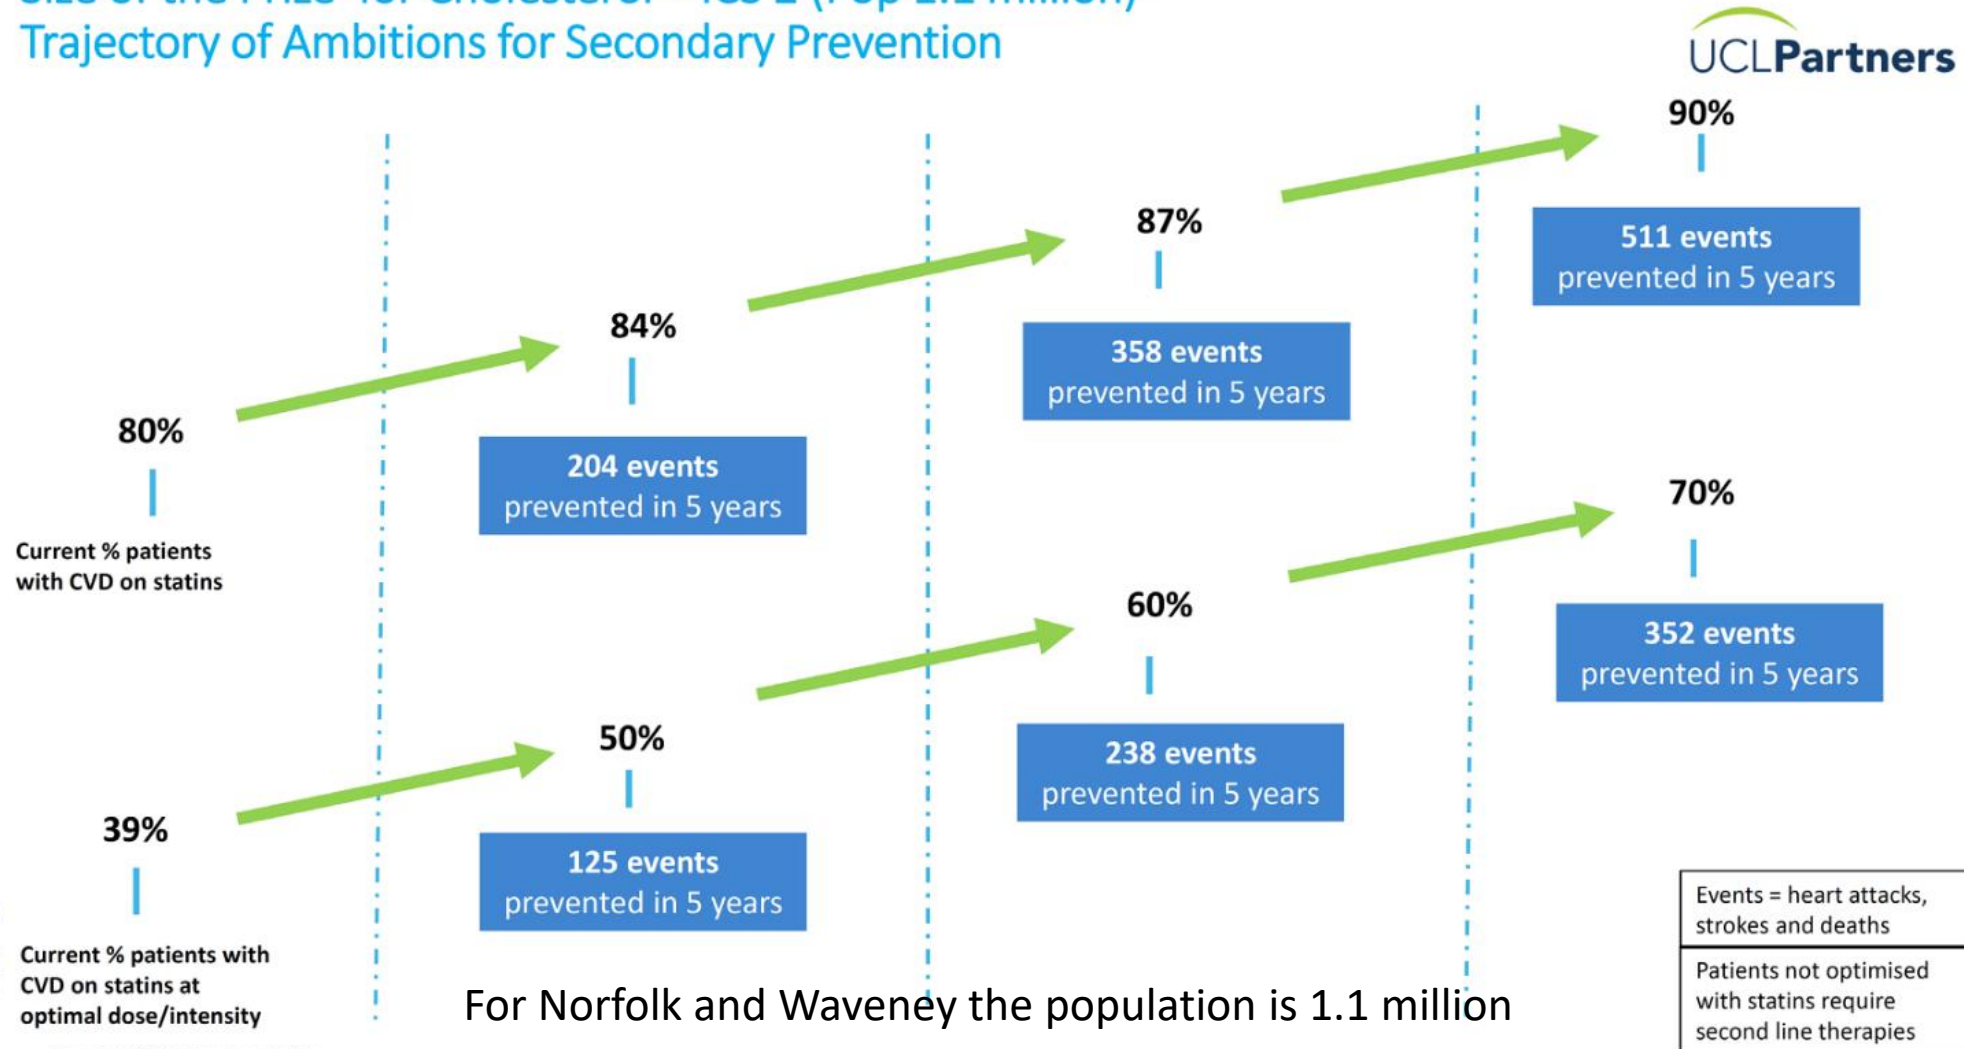 Trajectory of Ambitions for Secondary Prevention
UCLPartners
90%
511 events
prevented in 5 years
87%
358 events
prevented in 5 years
84%
204 events
prevented in 5 years
80%
Current % patients
with CVD on statins
70%
352 events
prevented in 5 years
60%
238 events
prevented in 5 years
50%
125 events
prevented in 5 years
39%
Current % patients with
CVD on statins at
optimal dose/intensity
For Norfolk and Waveney the population is 1.1 million
Events = heart attacks,
strokes and deaths
Patients not optimised
with statins require
second line therapies